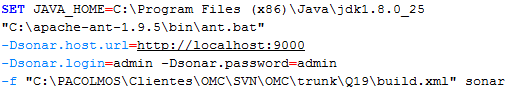 SET JAVA_HOME=C:\Program Files (x86)\Java\jdk1.8.0_25
"C:\apache-ant-1.9.5\bin\ant.bat"
-Dsonar.host.url=http://localhost:9000
-Dsonar.login=admin -Dsonar.password=admin
-f "C:\PACOLMOS\Clientes\OMC\SVN\OMC\trunk\Q19\build.xml" sonar